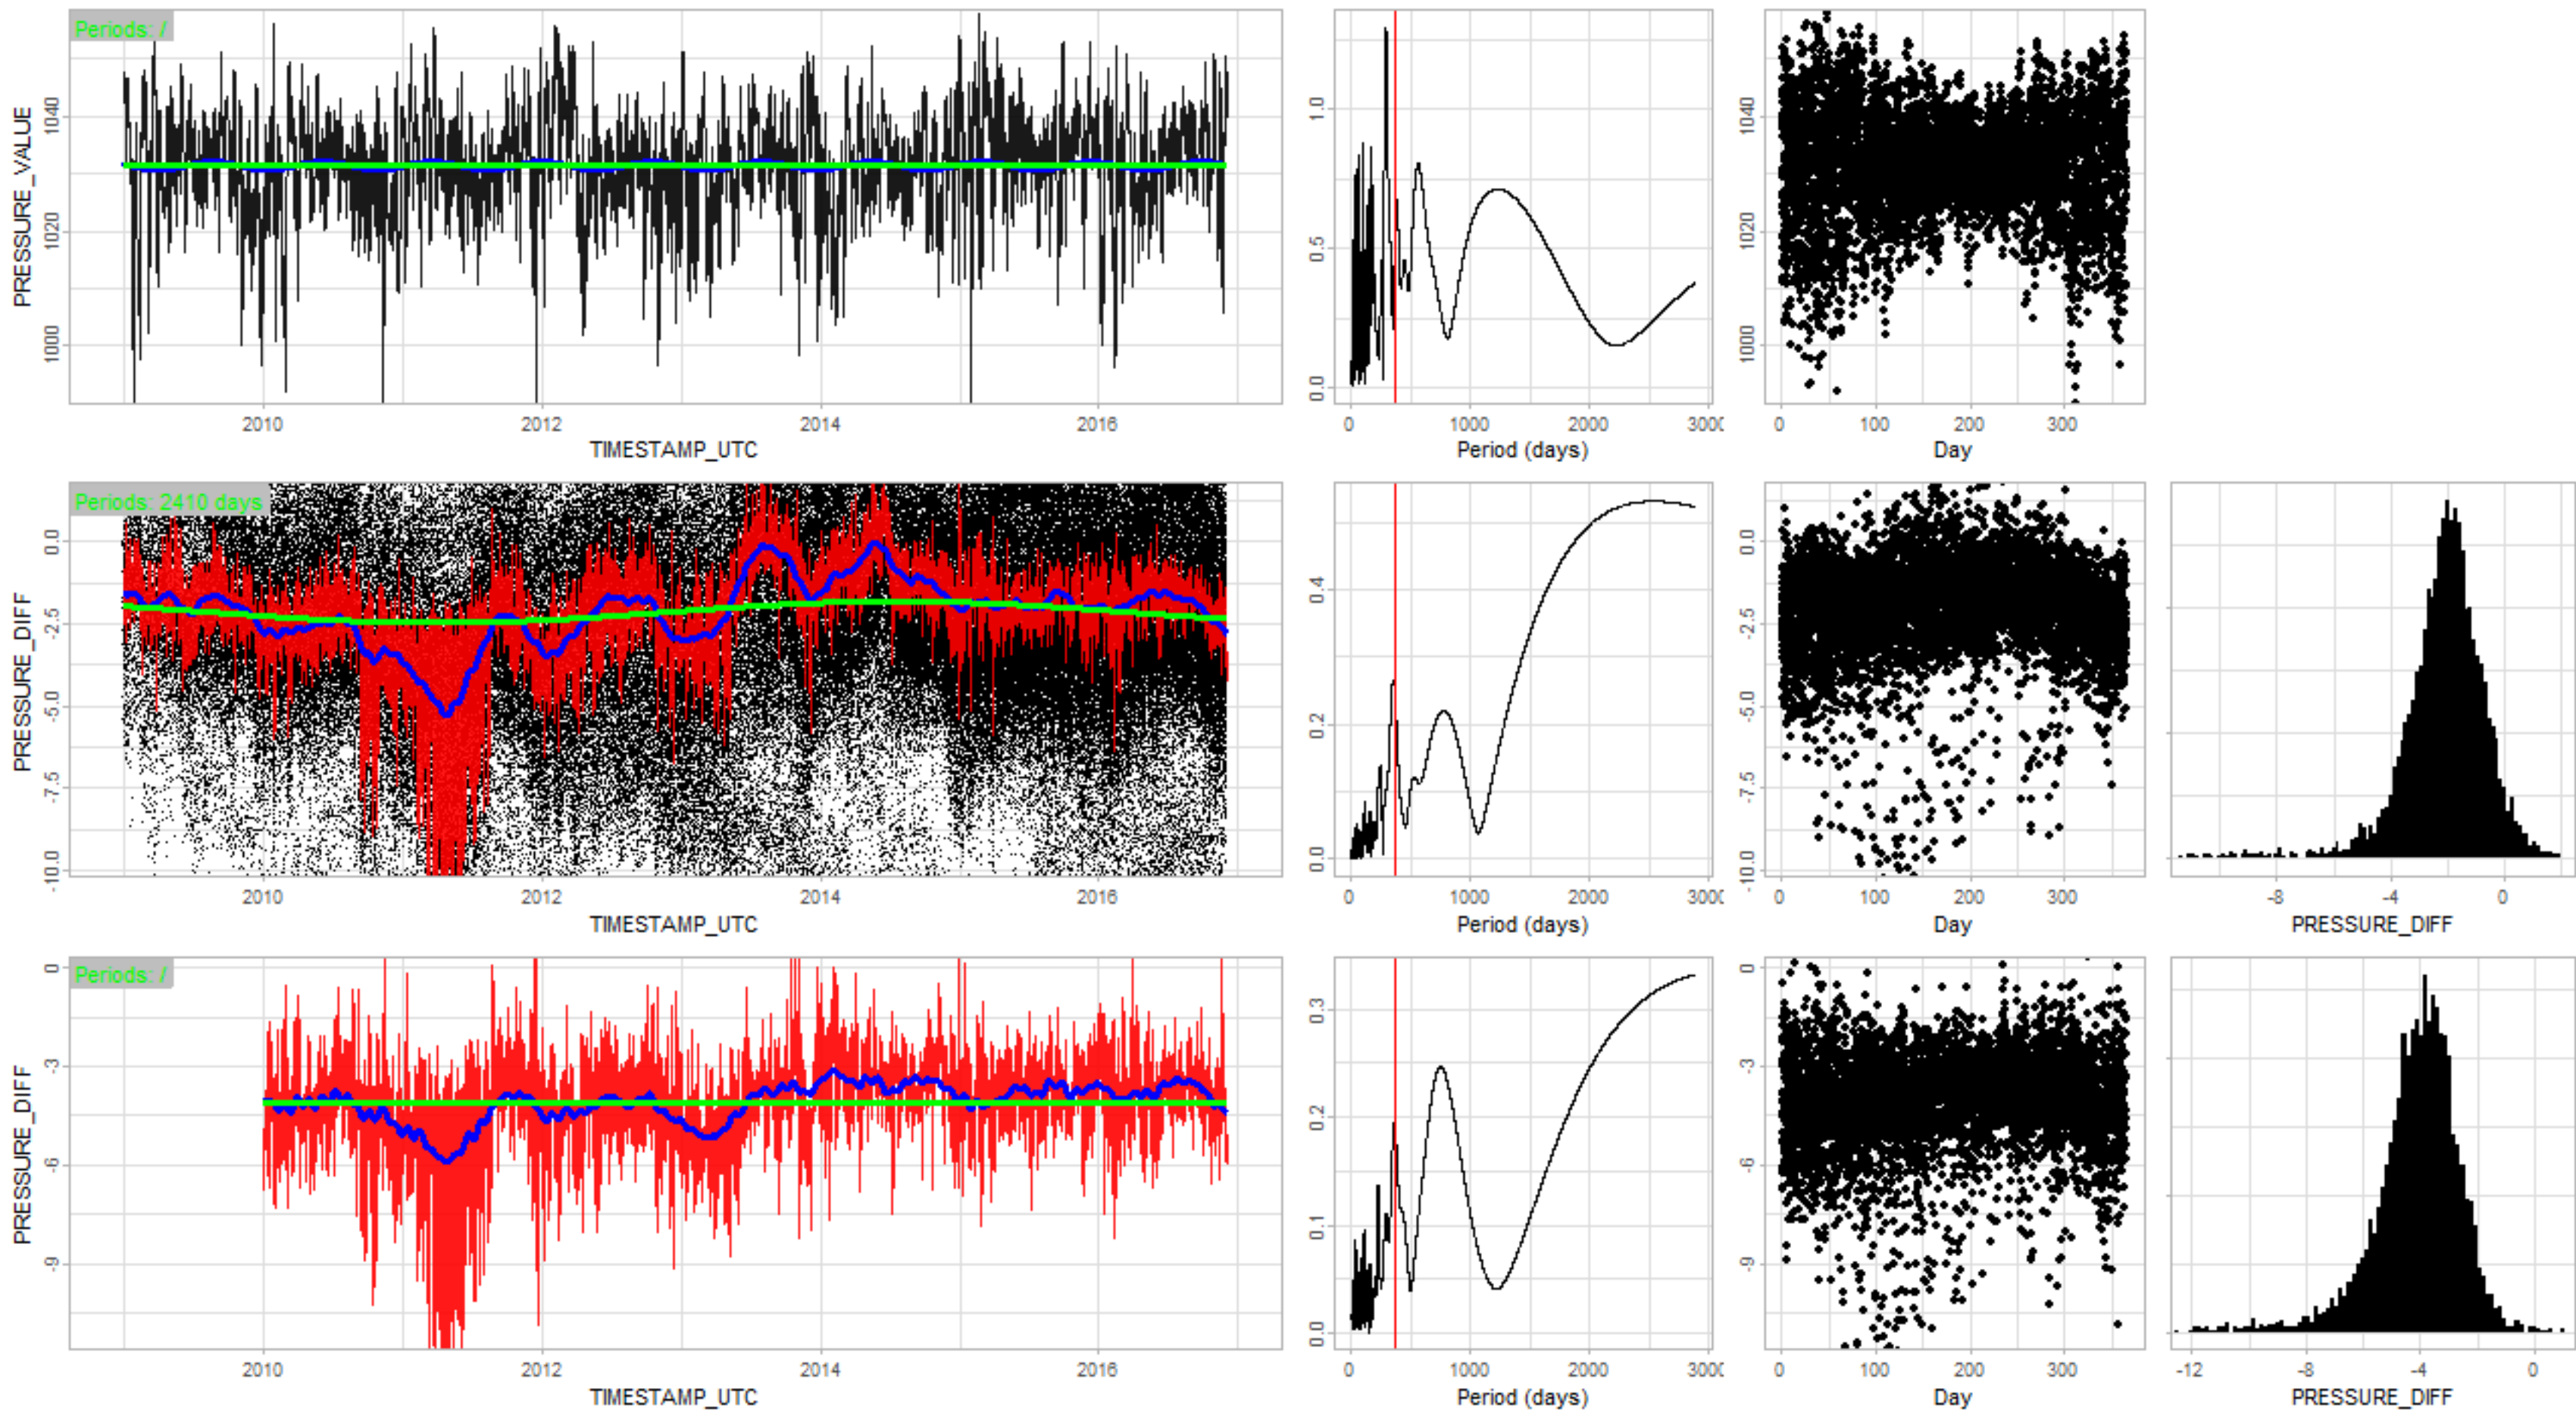 Periods: /
PRESSURE_VALUE
1040
1020
1000
2010 2012 2014 2016
TIMESTAMP_UTC
1.0
0.5
0.0
0 1000 2000 3000
Period (days)
1040
1020
1000
0 100 200 300
Day
Periods: 2410 days
PRESSURE_DIFF
0.0
-2.5
-5.0
-7.5
-10.0
2010 2012 2014 2016
TIMESTAMP_UTC
0.4
0.2
0.0
0 1000 2000 3000
Period (days)
0.0
-2.5
-5.0
-7.5
-10.0
0 100 200 300
Day
-8 -4 0
PRESSURE_DIFF
Periods: /
PRESSURE_DIFF
0
-3
-6
-9
2010 2012 2014 2016
TIMESTAMP_UTC
0.3
0.2
0.1
0.0
0 1000 2000 3000
Period (days)
0
-3
-6
-9
0 100 200 300
Day
-12 -8 -4 0
PRESSURE_DIFF